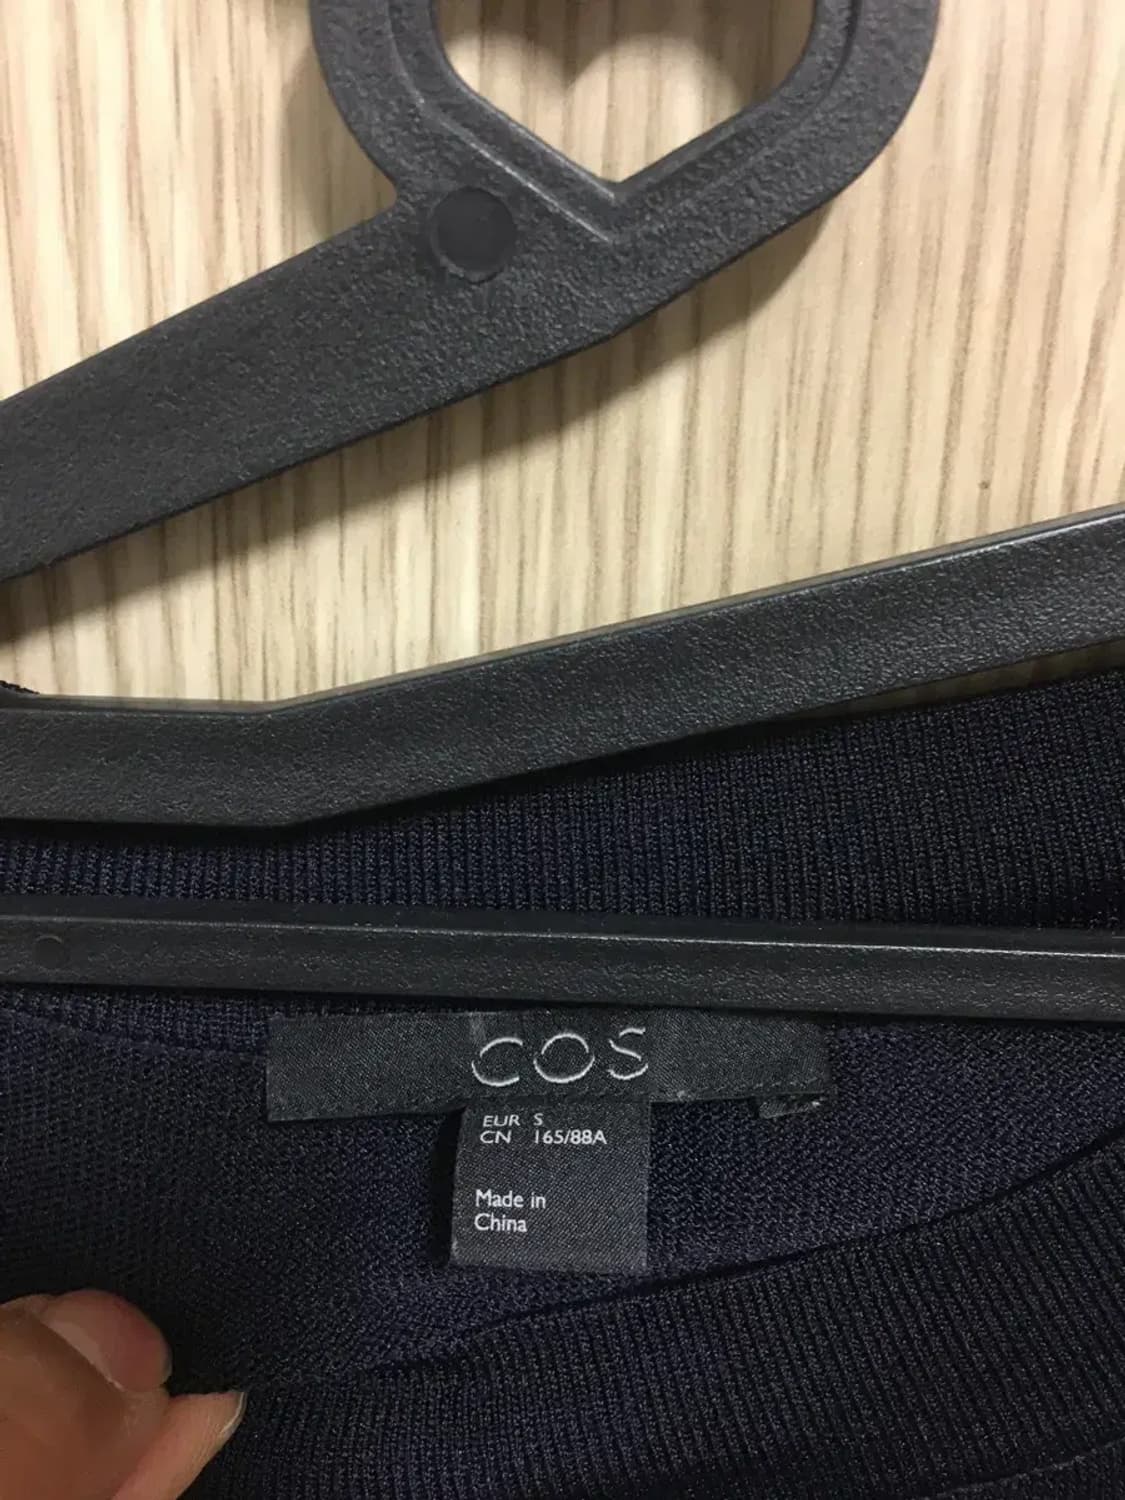 COS
EUR S
CN 165/88A
Made in
China